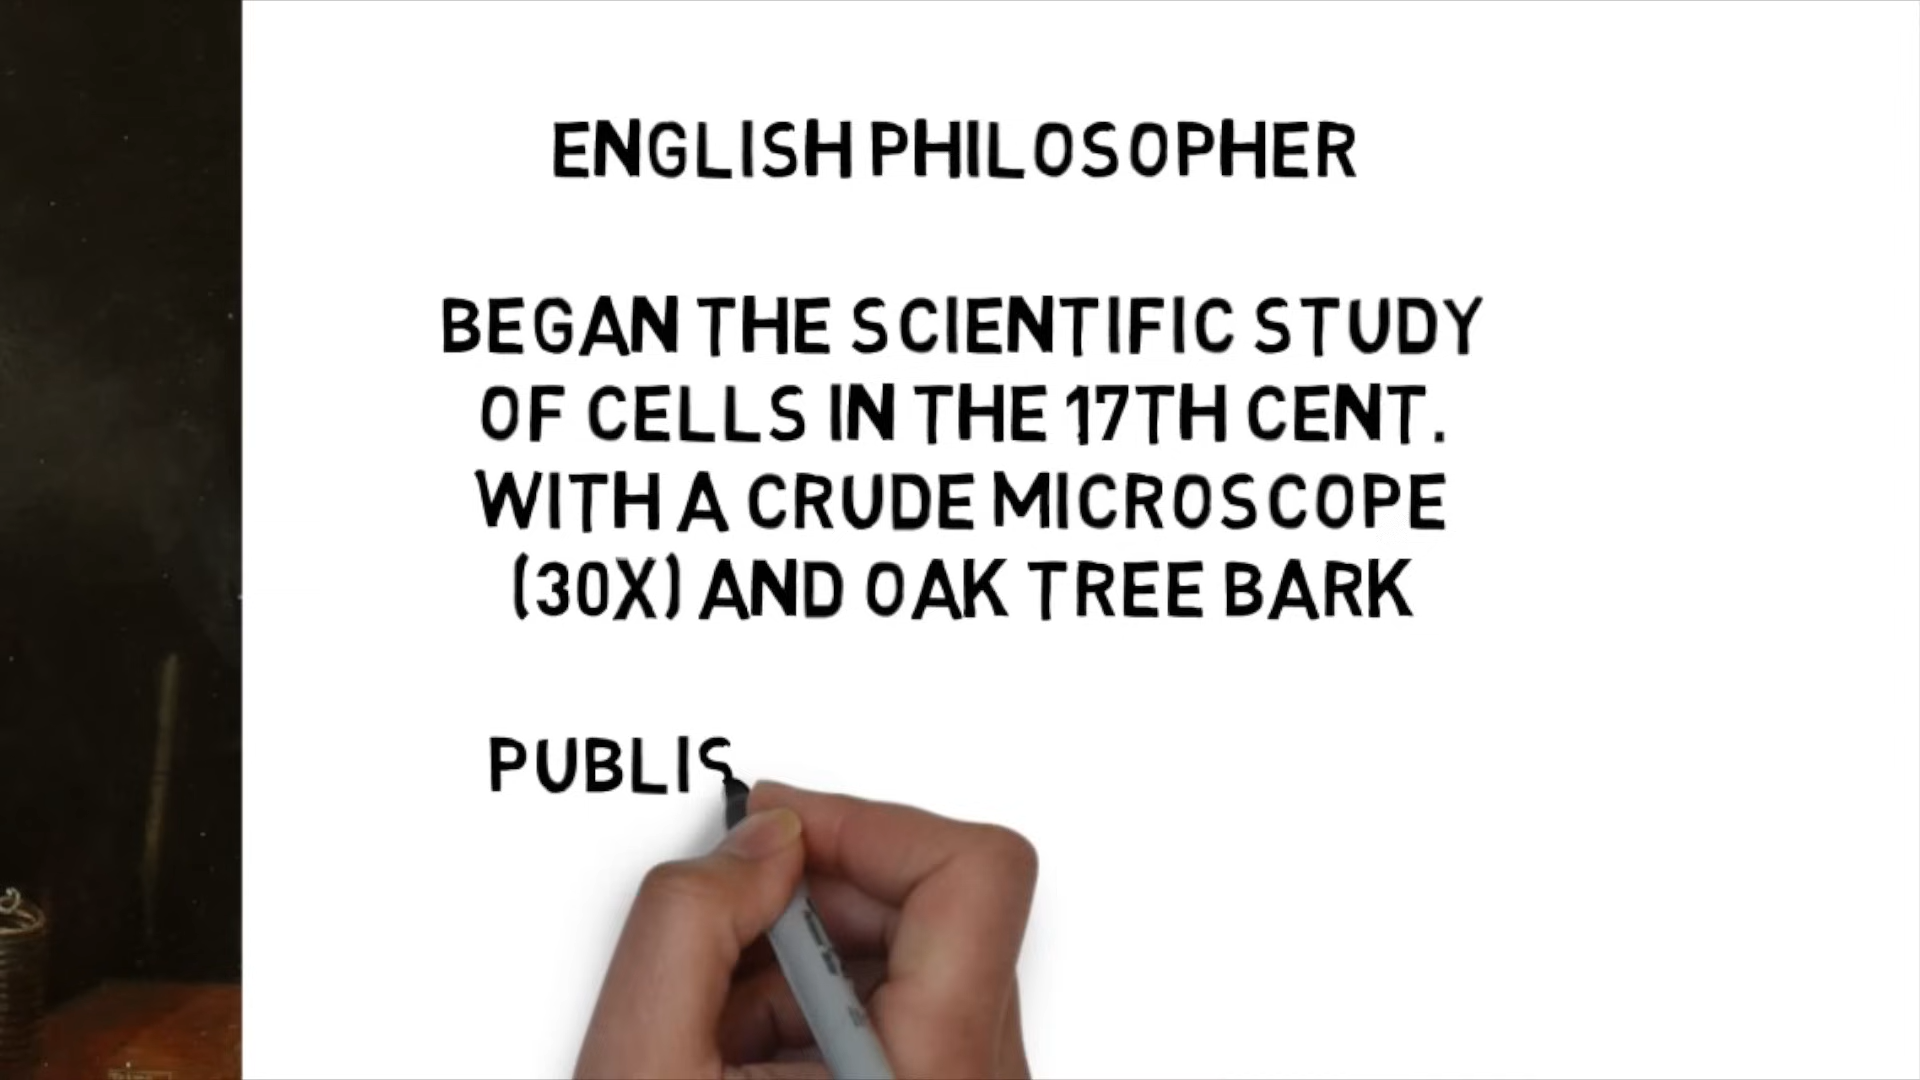 ENGLISH PHILOSOPHER
BEGAN THE SCIENTIFIC STUDY
OF CELLS IN THE 17TH CENT.
WITH A CRUDE MICROSCOPE
(30X) AND OAK TREE BARK
PUBLIS